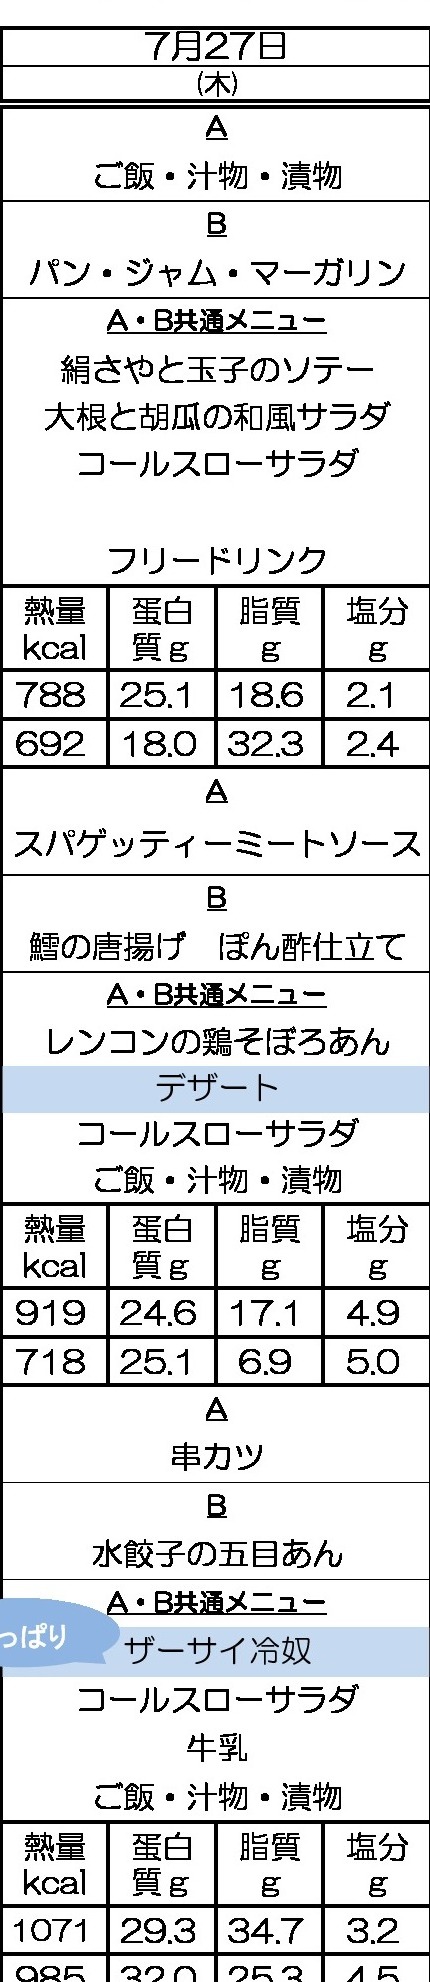 7月27日
(木)
A
ご飯・汁物・漬物
B
パン・ジャム・マーガリン
A・B共通メニュー
絹さやと玉子のソテー
大根と胡瓜の和風サラダ
コールスローサラダ
フリードリンク
熱量 蛋白 脂質 塩分
kcal 質g g g
788 25.1 18.6 2.1
692 18.0 32.3 2.4
A
スパゲッティーミートソース
B
鱈の唐揚げ ぽん酢仕立て
A・B共通メニュー
レンコンの鶏そぼろあん
デザート
コールスローサラダ
ご飯・汁物・漬物
熱量 蛋白 脂質 塩分
kcal 質g g g
919 24.6 17.1 4.9
718 25.1 6.9 5.0
A
串カツ
B
水餃子の五目あん
A・B共通メニュー
っぱり
ザーサイ冷奴
コールスローサラダ
牛乳
ご飯・汁物・漬物
熱量 蛋白 脂質 塩分
kcal 質g g g
1071 29.3 34.7 3.2
985 32.0 25.3 4.5